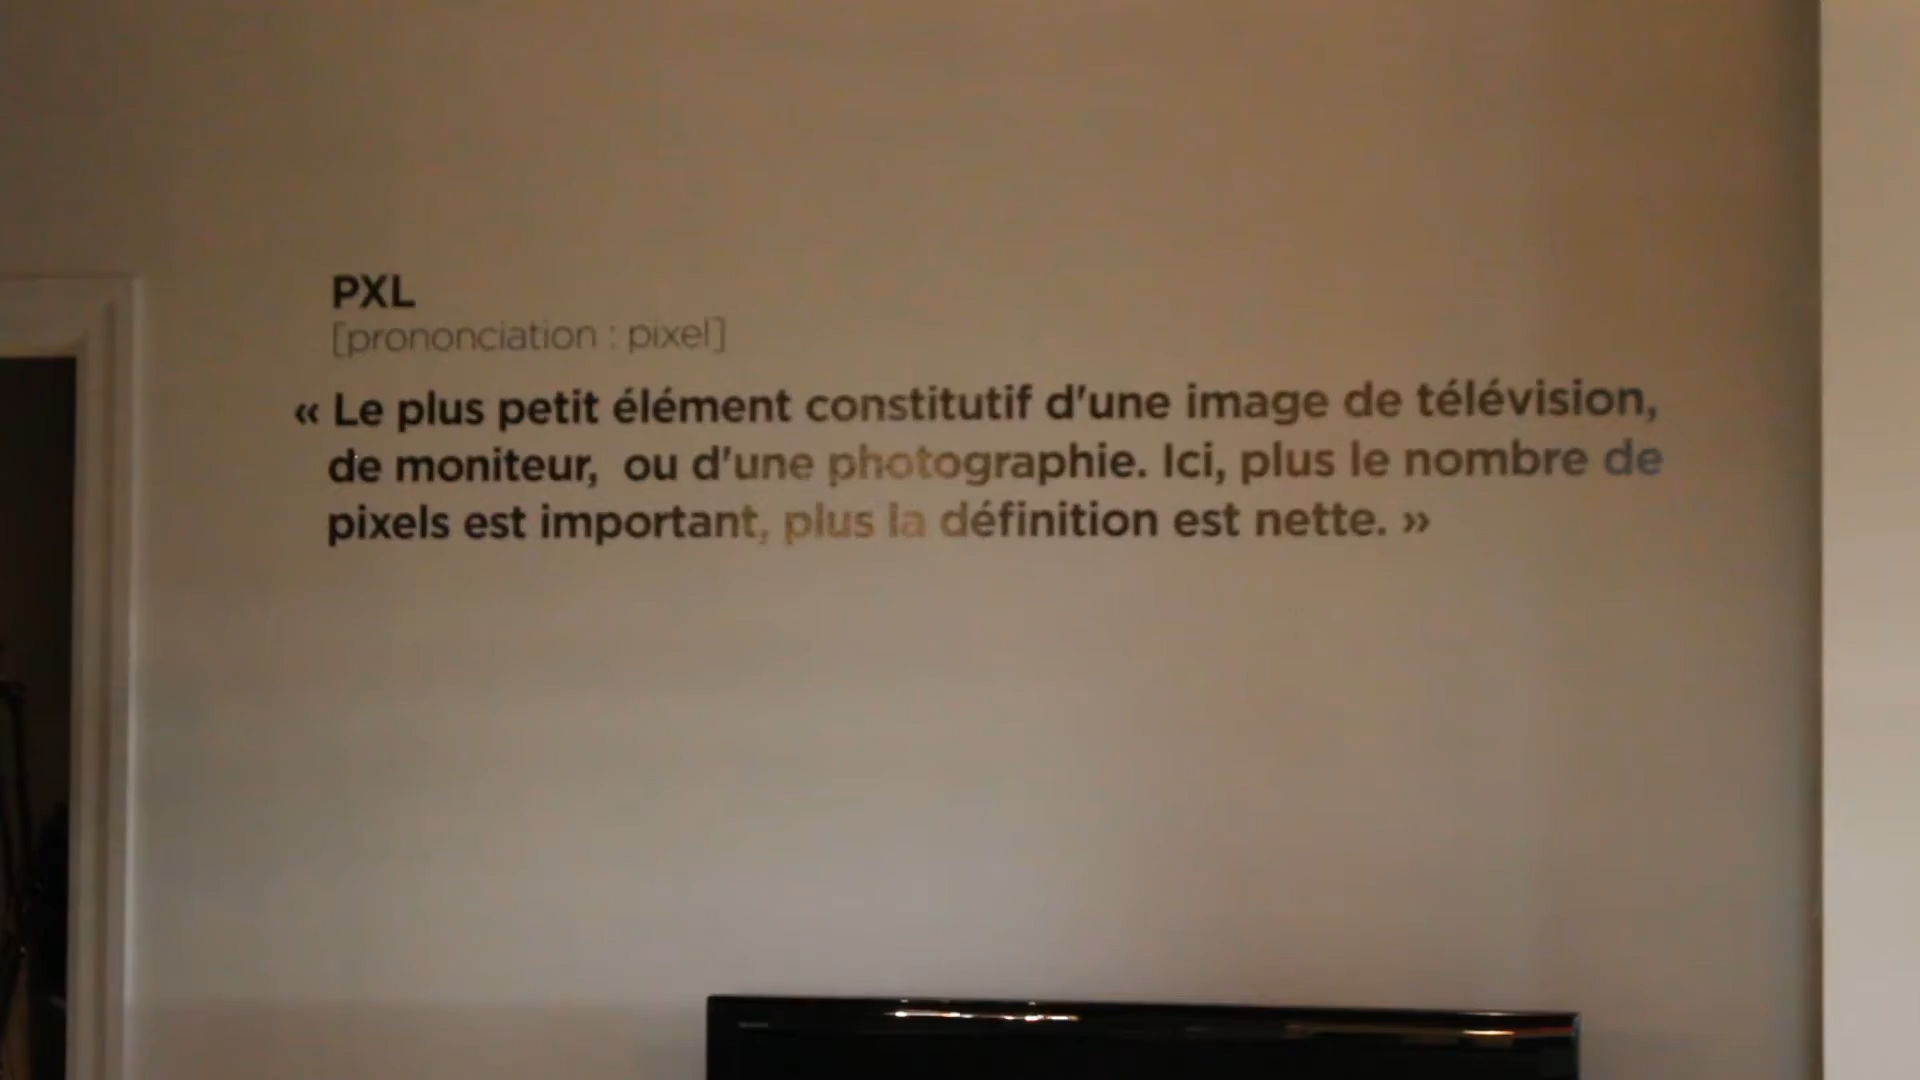 PXL
[prononciation : pixel]
« Le plus petit élément constitutif d'une image de télévision,
de moniteur, ou d'une photographie. Ici, plus le nombre de
pixels est important, plus la définition est nette. »